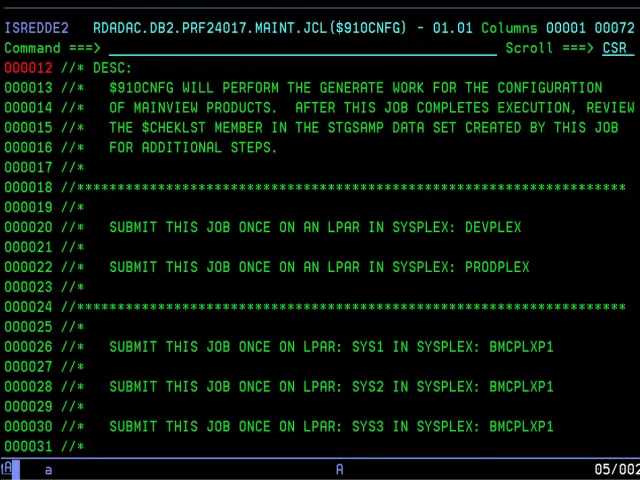 ISREDDE2   RDADAC.DB2.PRF24017.MAINT.JCL($910CNFG) - 01.01 Columns 00001 00072
Command ===> Scroll ===> CSR
000012 //* DESC:
000013 //*   $910CNFG WILL PERFORM THE GENERATE WORK FOR THE CONFIGURATION
000014 //*   OF MAINVIEW PRODUCTS.  AFTER THIS JOB COMPLETES EXECUTION, REVIEW
000015 //*   THE $CHEKLST MEMBER IN THE STGSAMP DATA SET CREATED BY THIS JOB
000016 //*   FOR ADDITIONAL STEPS.
000017 //*
000018 //*********************************************************************
000019 //*
000020 //*   SUBMIT THIS JOB ONCE ON AN LPAR IN SYSPLEX: DEVPLEX
000021 //*
000022 //*   SUBMIT THIS JOB ONCE ON AN LPAR IN SYSPLEX: PRODPLEX
000023 //*
000024 //*********************************************************************
000025 //*
000026 //*   SUBMIT THIS JOB ONCE ON LPAR: SYS1 IN SYSPLEX: BMCPLXP1
000027 //*
000028 //*   SUBMIT THIS JOB ONCE ON LPAR: SYS2 IN SYSPLEX: BMCPLXP1
000029 //*
000030 //*   SUBMIT THIS JOB ONCE ON LPAR: SYS3 IN SYSPLEX: BMCPLXP1
000031 //*
A a A 05/002